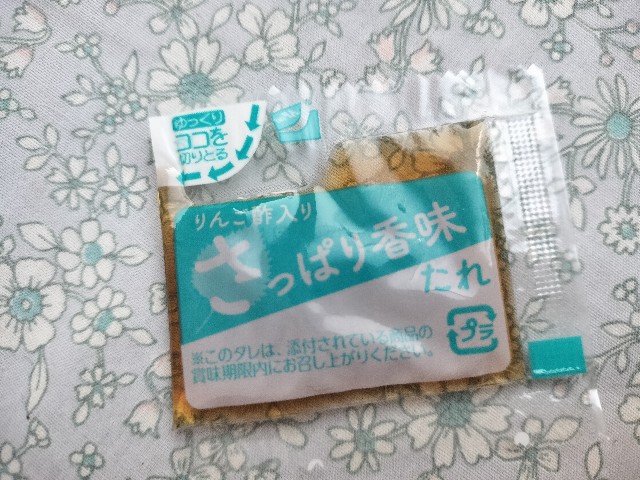 ゆっくり
ココを
切りとる
りんご酢入り
さっぱり香味
たれ
プラ
※このタレは、添付されている商品の
賞味期限内にお召し上がりください。